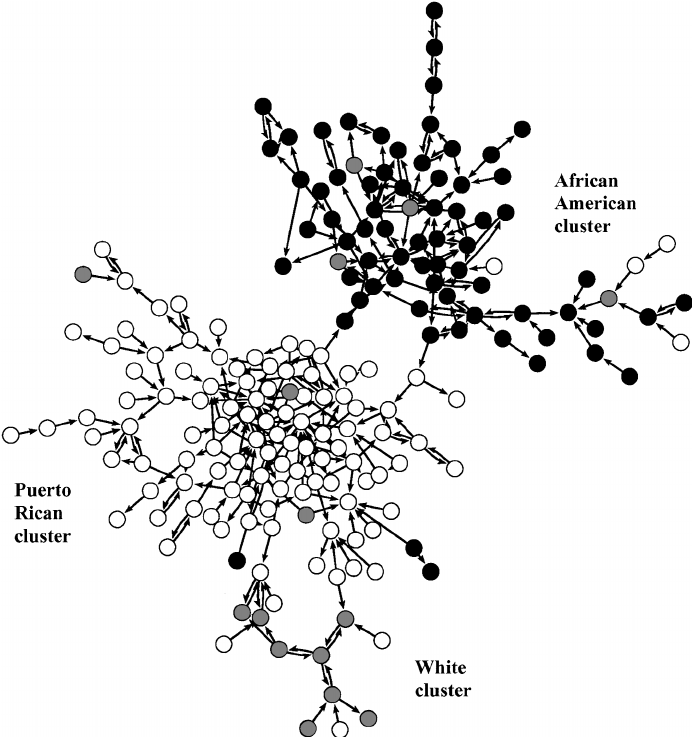 African
American
cluster
Puerto
Rican
cluster
White
cluster